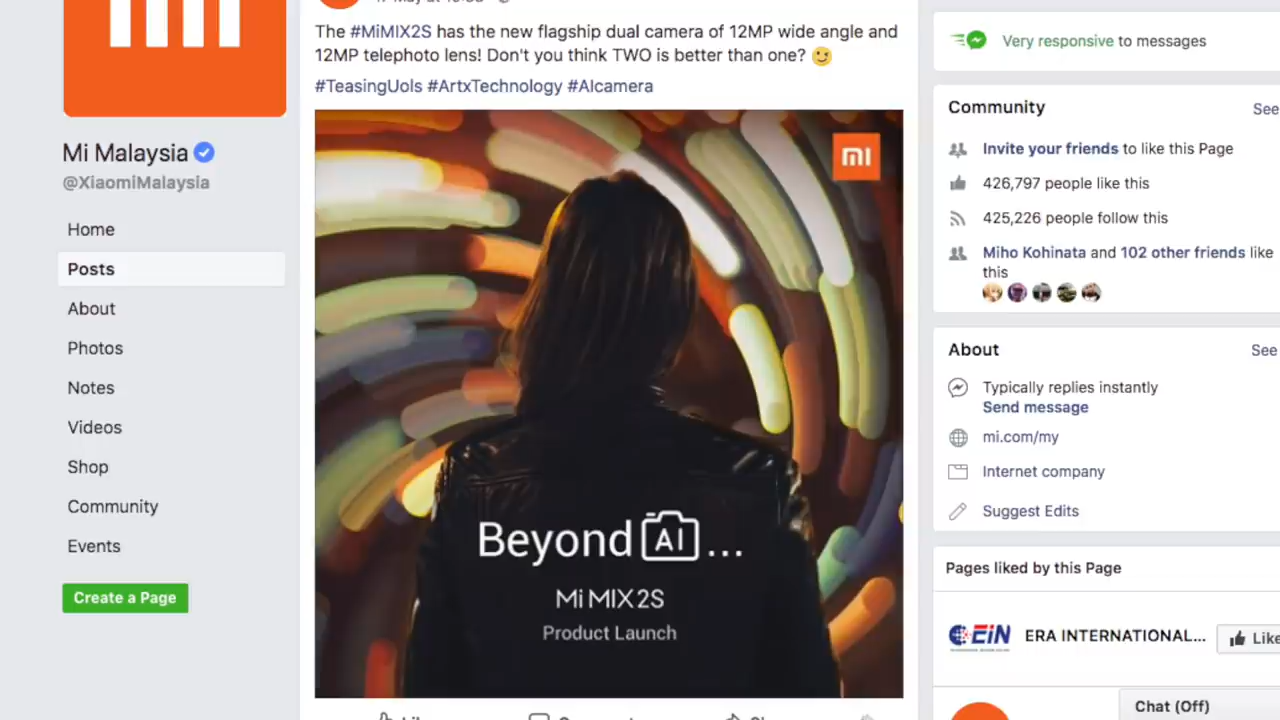 The #MiMIX2S has the new flagship dual camera of 12MP wide angle and
12MP telephoto lens! Don't you think TWO is better than one?
#TeasingUols #ArtxTechnology #AIcamera
mi
Beyond AI...
Mi MIX 2S
Product Launch
Mi Malaysia
@XiaomiMalaysia
Home
Posts
About
Photos
Notes
Videos
Shop
Community
Events
Create a Page
Very responsive to messages
Community
See
Invite your friends to like this Page
426,797 people like this
425,226 people follow this
Miho Kohinata and 102 other friends like
this
About
See
Typically replies instantly
Send message
mi.com/my
Internet company
Suggest Edits
Pages liked by this Page
EiN
ERA INTERNATIONAL...
Like
Chat (Off)